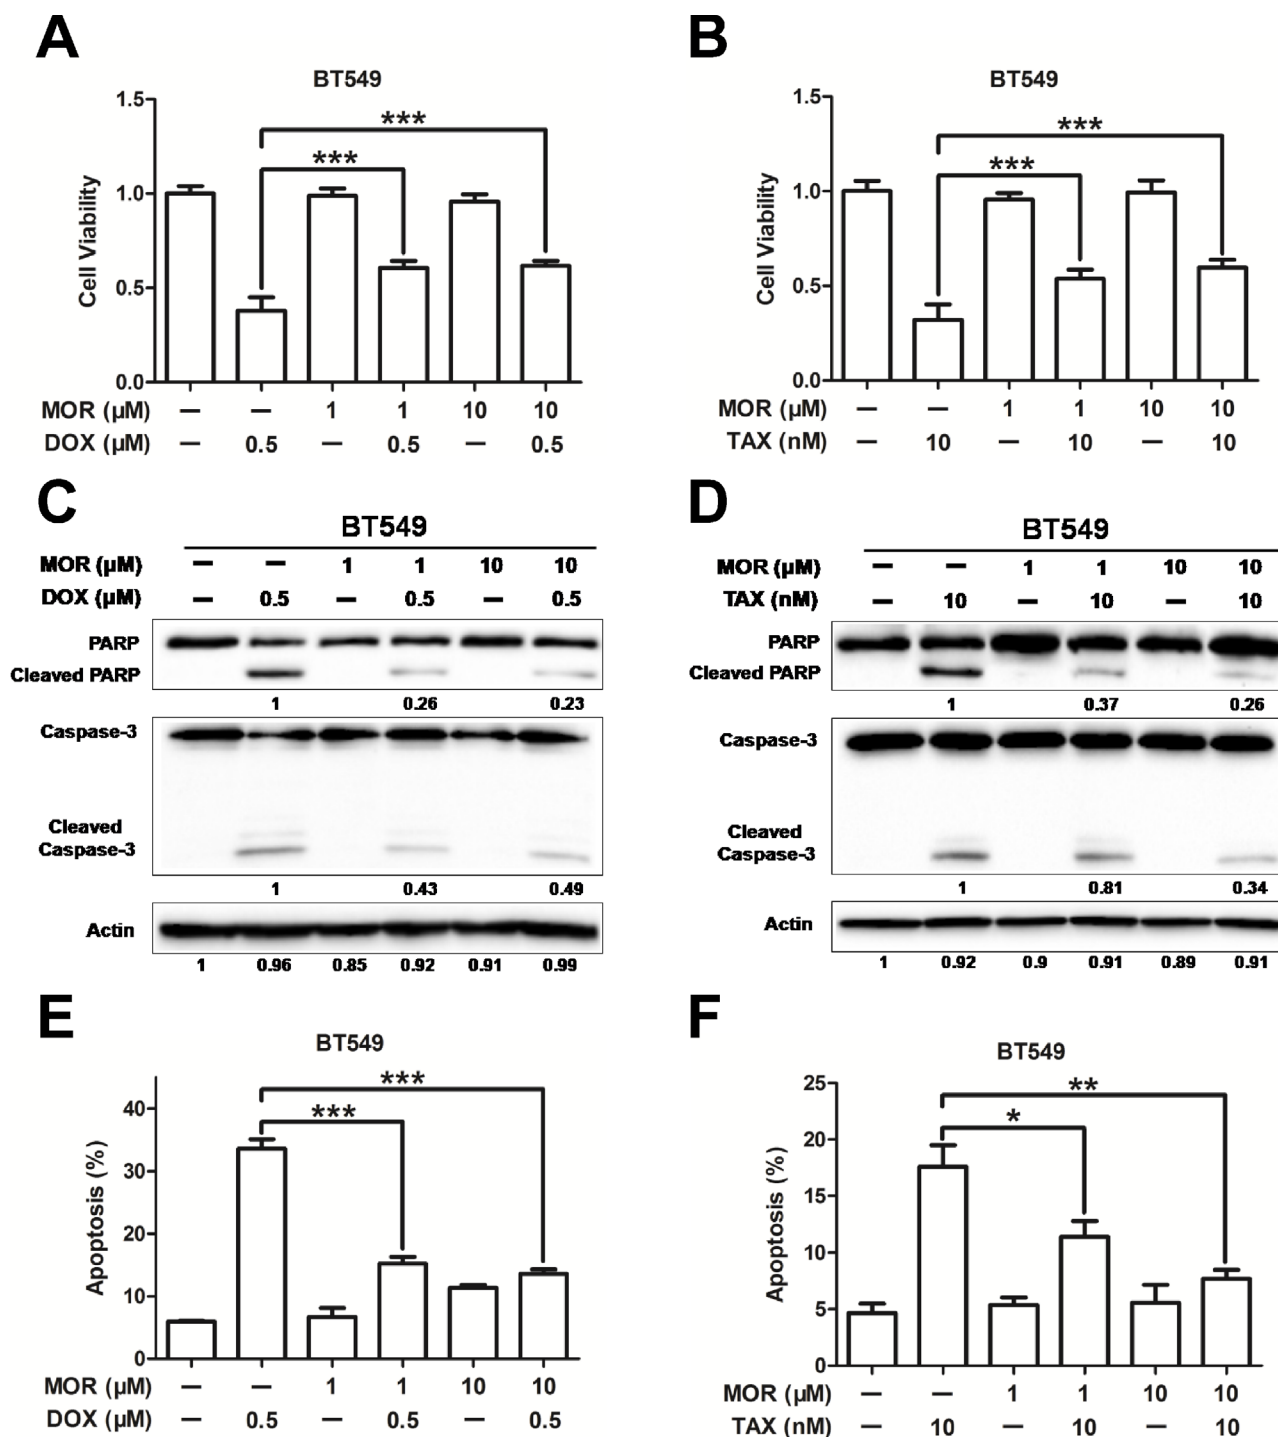 A
BT549
1.5
1.0
0.5
0.0
Cell Viability
***
***
MOR (µM) — — 1 1 10 10
DOX (µM) — 0.5 — 0.5 — 0.5
B
BT549
1.5
1.0
0.5
0.0
Cell Viability
***
***
MOR (µM) — — 1 1 10 10
TAX (nM) — 10 — 10 — 10
C
BT549
MOR (µM) — — 1 1 10 10
DOX (µM) — 0.5 — 0.5 — 0.5
PARP
Cleaved PARP
1 0.26 0.23
Caspase-3
Cleaved
Caspase-3
1 0.43 0.49
Actin
1 0.96 0.85 0.92 0.91 0.99
D
BT549
MOR (µM) — — 1 1 10 10
TAX (nM) — 10 — 10 — 10
PARP
Cleaved PARP
1 0.37 0.26
Caspase-3
Cleaved
Caspase-3
1 0.81 0.34
Actin
1 0.92 0.9 0.91 0.89 0.91
E
BT549
40
30
20
10
0
Apoptosis (%)
***
***
MOR (µM) — — 1 1 10 10
DOX (µM) — 0.5 — 0.5 — 0.5
F
BT549
25
20
15
10
5
0
Apoptosis (%)
**
*
MOR (µM) — — 1 1 10 10
TAX (nM) — 10 — 10 — 10